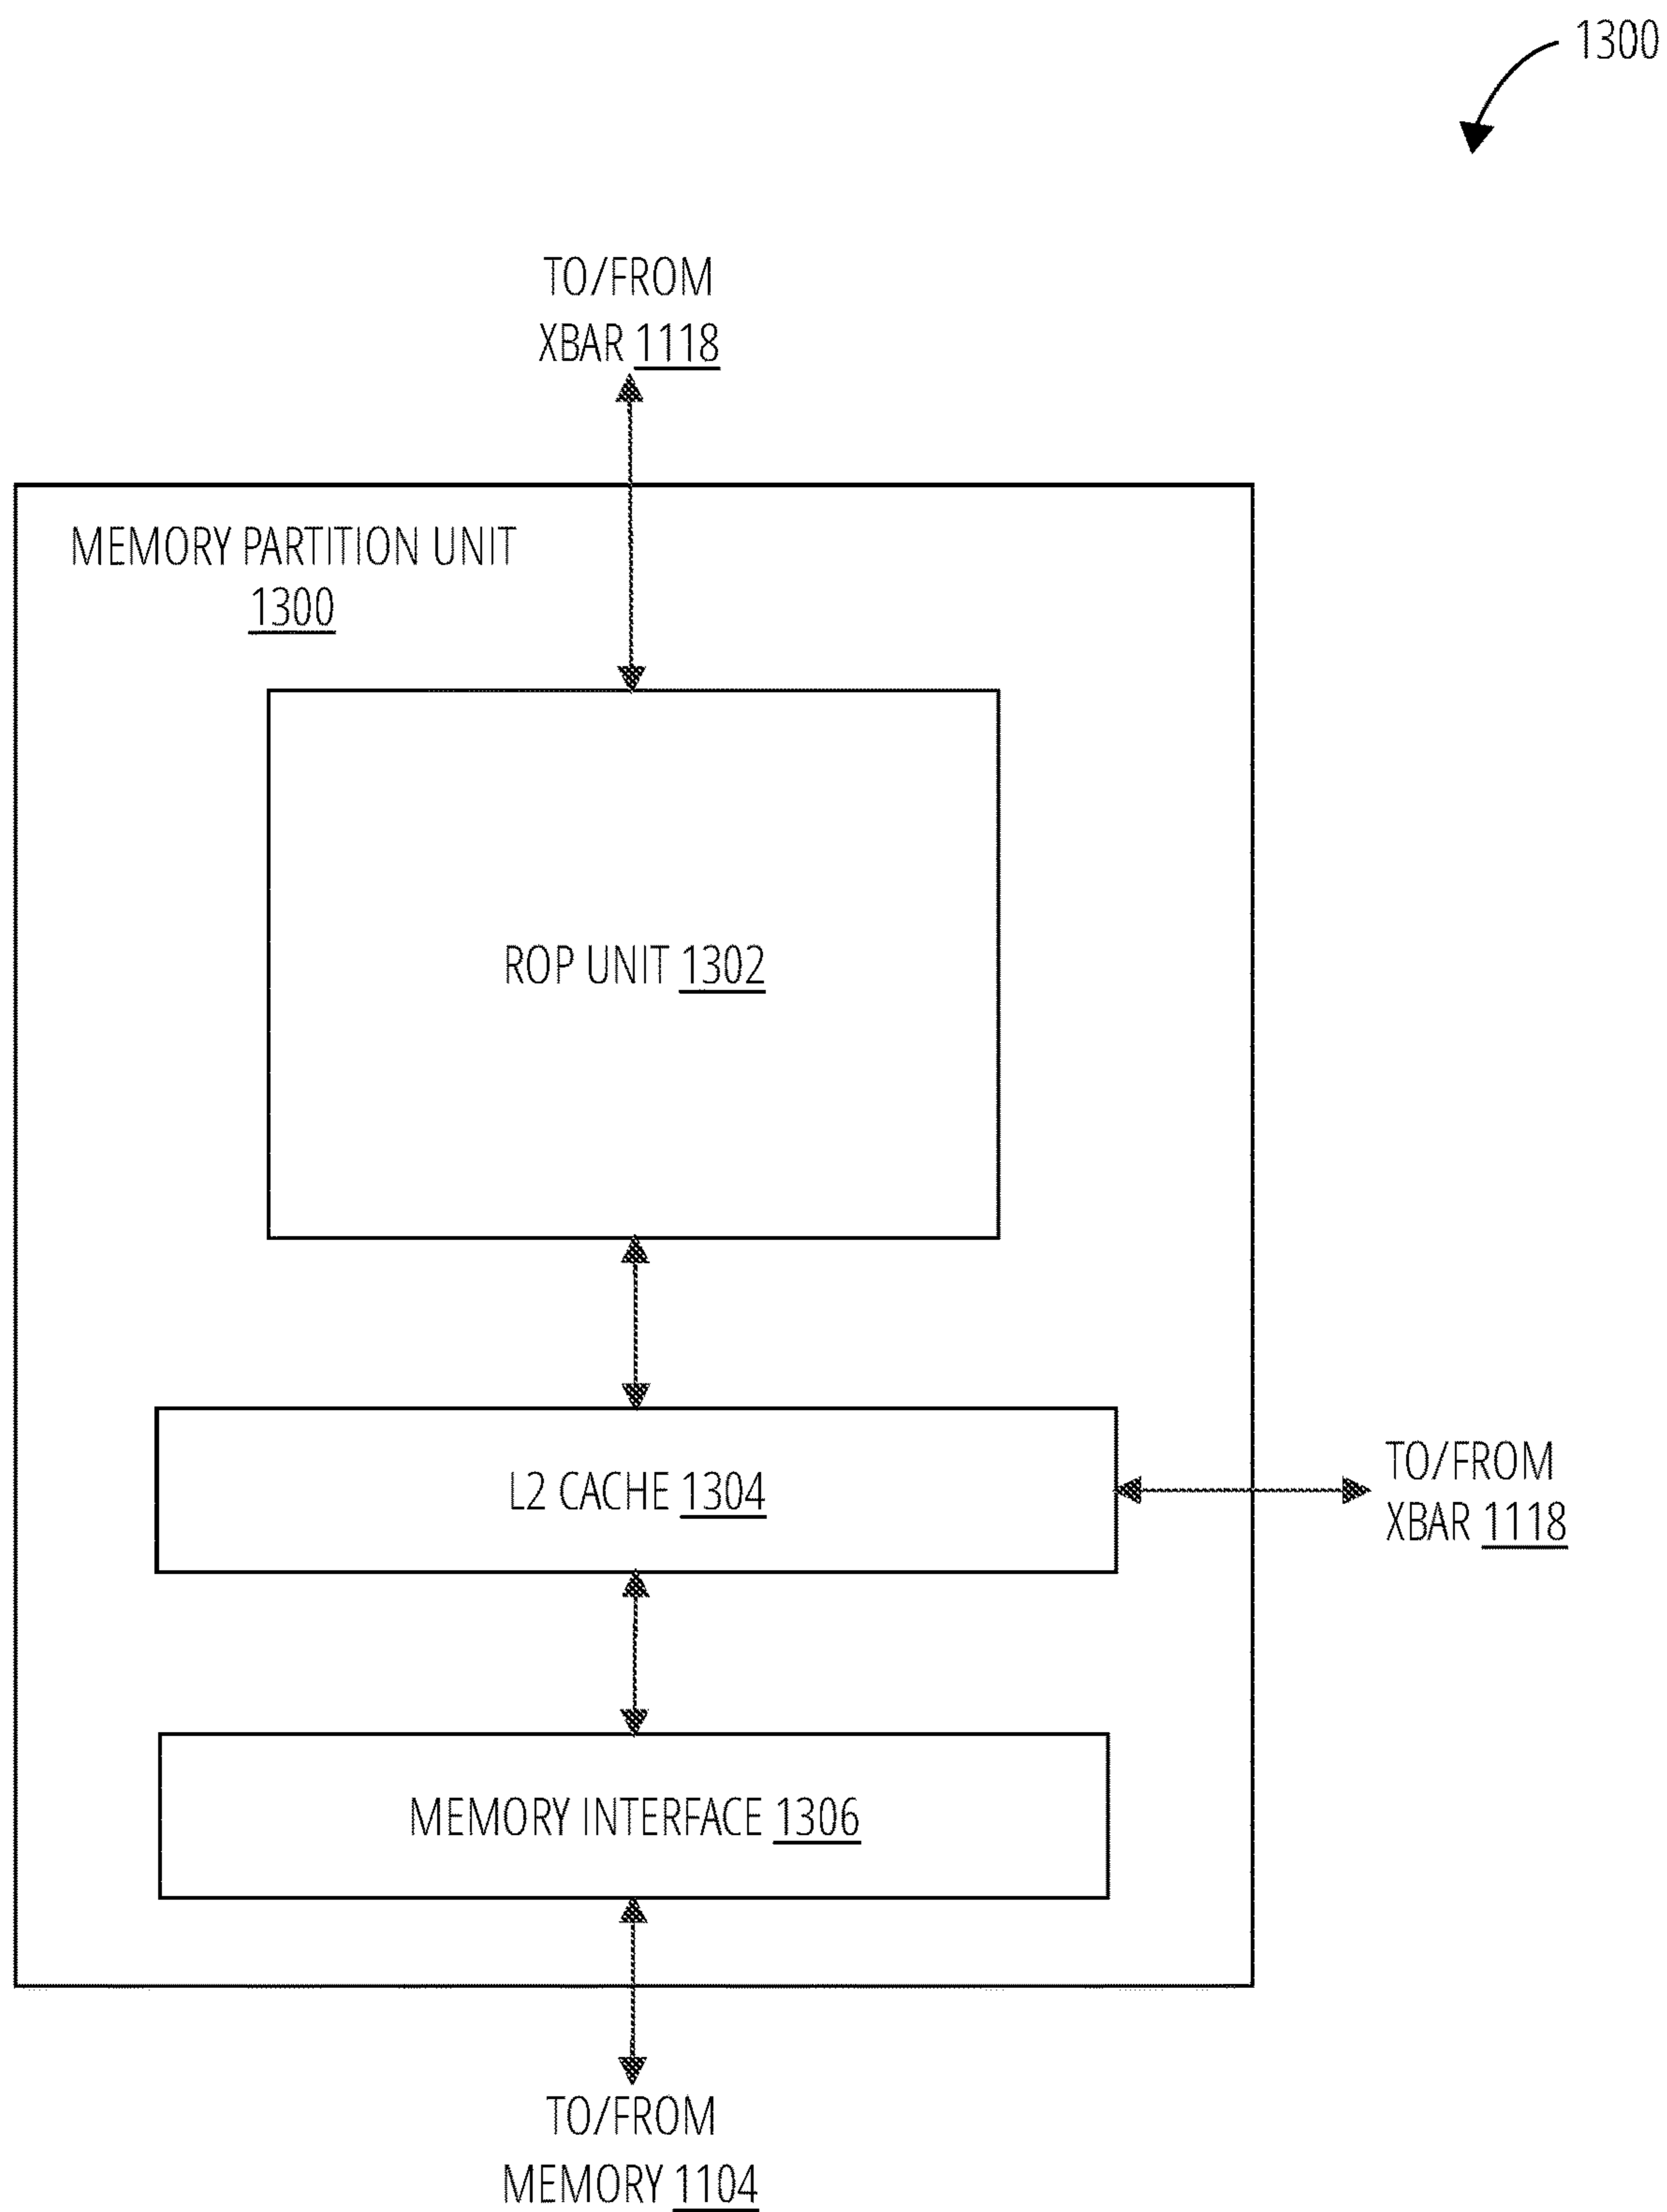 1300
TO/FROM
XBAR 1118
MEMORY PARTITION UNIT
1300
ROP UNIT 1302
L2 CACHE 1304
TO/FROM
XBAR 1118
MEMORY INTERFACE 1306
TO/FROM
MEMORY 1104